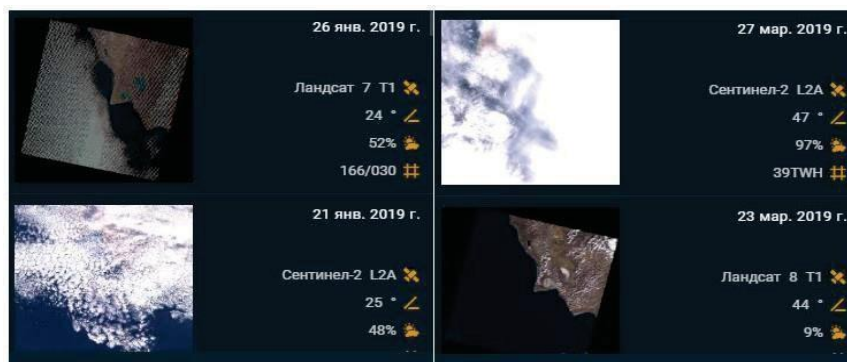 26 янв. 2019 г.
Ландсат 7 T1
24 °
52%
166/030
21 янв. 2019 г.
Сентинел-2 L2A
25 °
48%
27 мар. 2019 г.
Сентинел-2 L2A
47 °
97%
39TWH
23 мар. 2019 г.
Ландсат 8 T1
44 °
9%